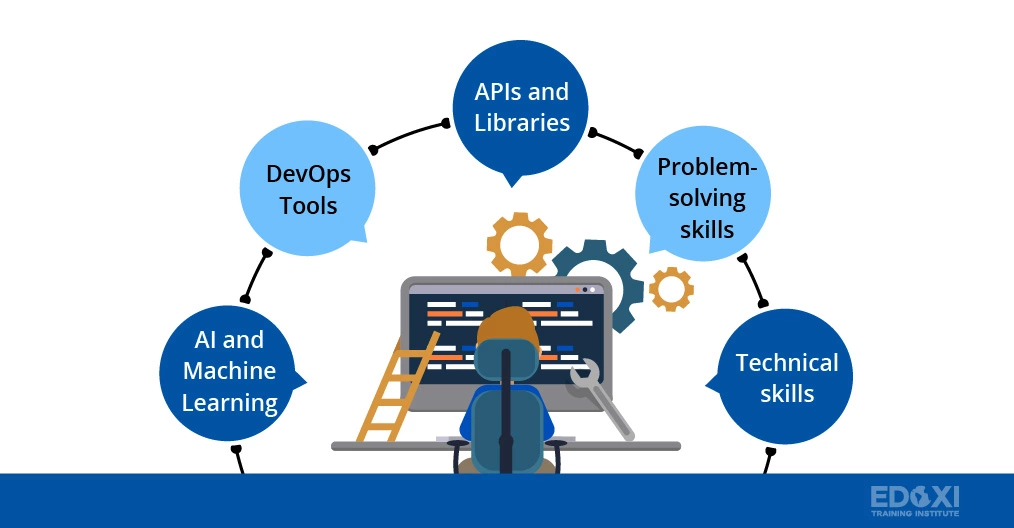 APIs and
Libraries
DevOps
Tools
Problem-
solving
skills
AI and
Machine
Learning
Technical
skills
EDOXI
TRAINING INSTITUTE